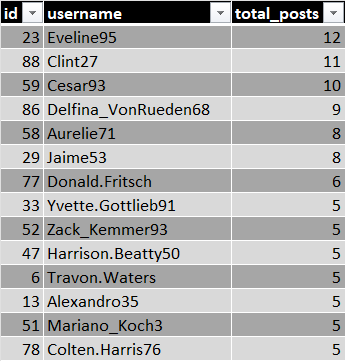 id username total_posts
23 Eveline95 12
88 Clint27 11
59 Cesar93 10
86 Delfina_VonRueden68 9
58 Aurelie71 8
29 Jaime53 8
77 Donald.Fritsch 6
33 Yvette.Gottlieb91 5
52 Zack_Kemmer93 5
47 Harrison.Beatty50 5
6 Travon.Waters 5
13 Alexandro35 5
51 Mariano_Koch3 5
78 Colten.Harris76 5